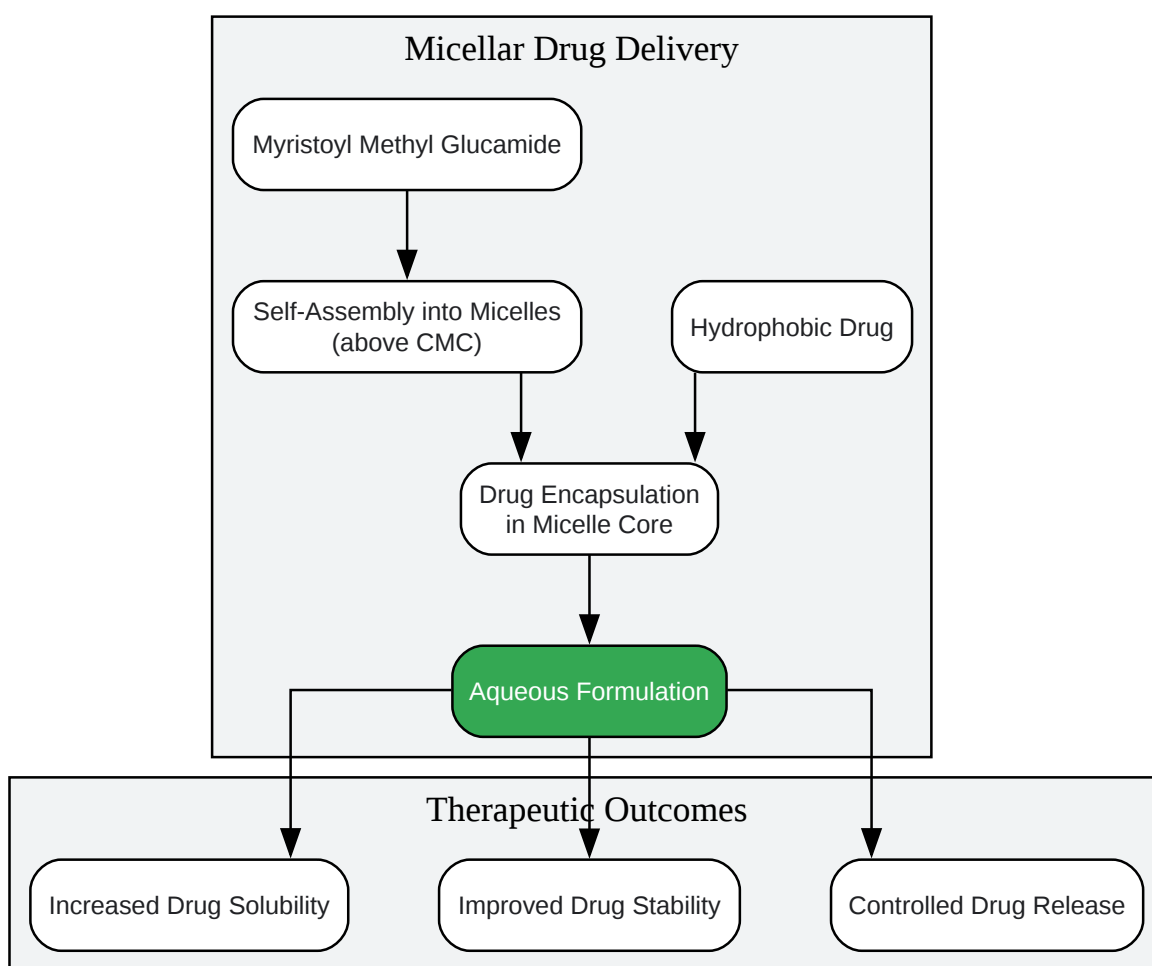 Micellar Drug Delivery
Myristoyl Methyl Glucamide
Self-Assembly into Micelles
(above CMC)
Hydrophobic Drug
Drug Encapsulation
in Micelle Core
Aqueous Formulation
Therapeutic Outcomes
Increased Drug Solubility
Improved Drug Stability
Controlled Drug Release